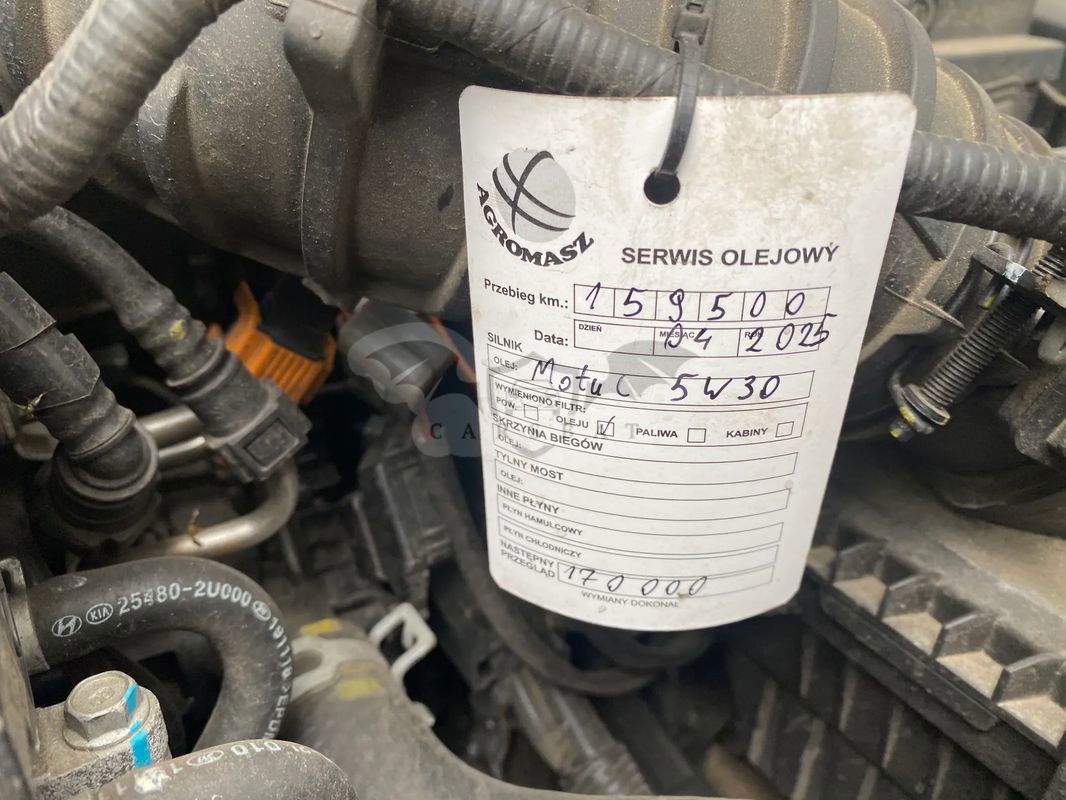 AGROMASZ
SERWIS OLEJOWY
Przebieg km.: 159500
Data: DZIEŃ MIESIĄC 04 ROK 2025
SILNIK
OLEJ: Motul 5W30
WYMIENIONO FILTR:
POW. OLEJU PALIWA KABINY
SKRZYNIA BIEGÓW
OLEJ:
TYLNY MOST
OLEJ:
INNE PŁYNY
PŁYN HAMULCOWY
PŁYN CHŁODNICZY
NASTĘPNY
PRZEGLĄD 170 000
WYMIANY DOKONAŁ
KIA 25480-2U000